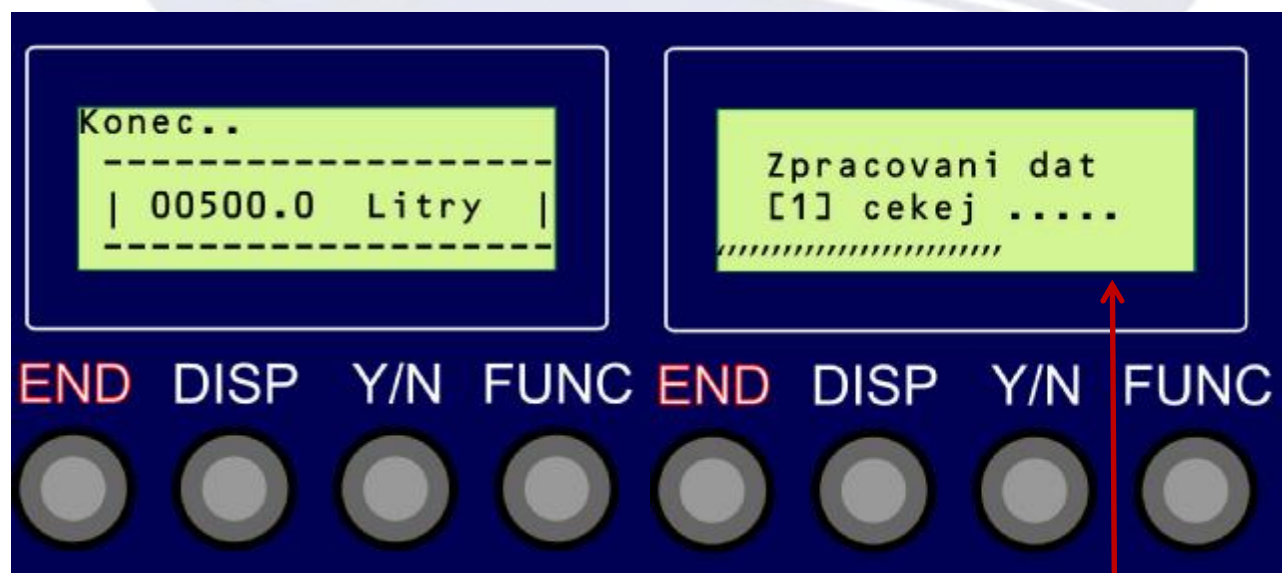 Konec..
--------------------
| 00500.0 Litry |
--------------------
Zpracovani dat
[1] cekej .....
END DISP Y/N FUNC
END DISP Y/N FUNC